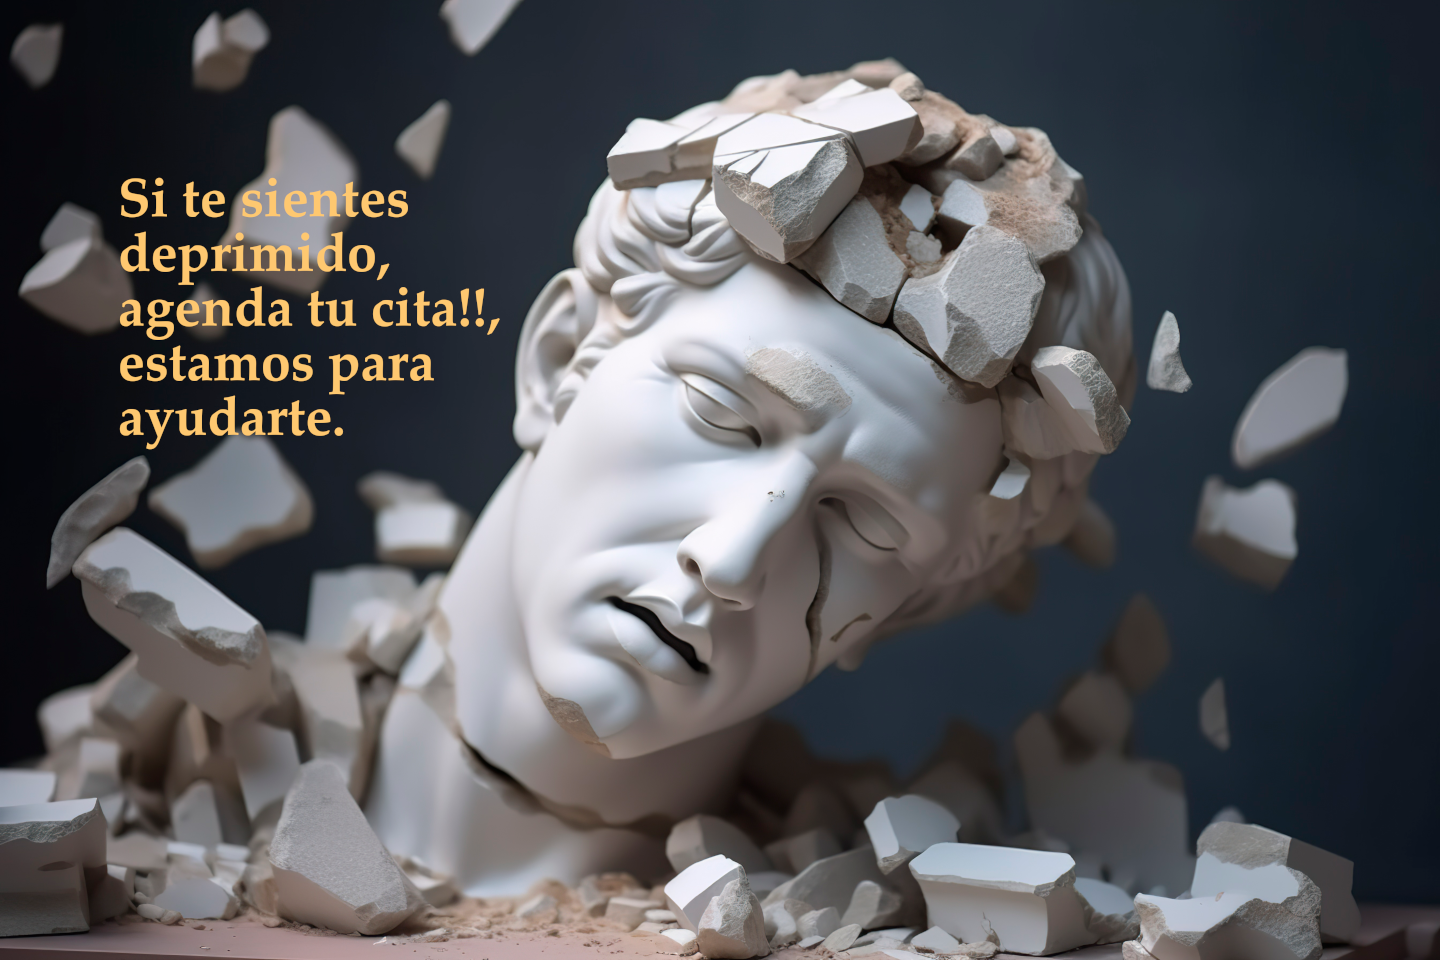 Si te sientes
deprimido,
agenda tu cita!!,
estamos para
ayudarte.